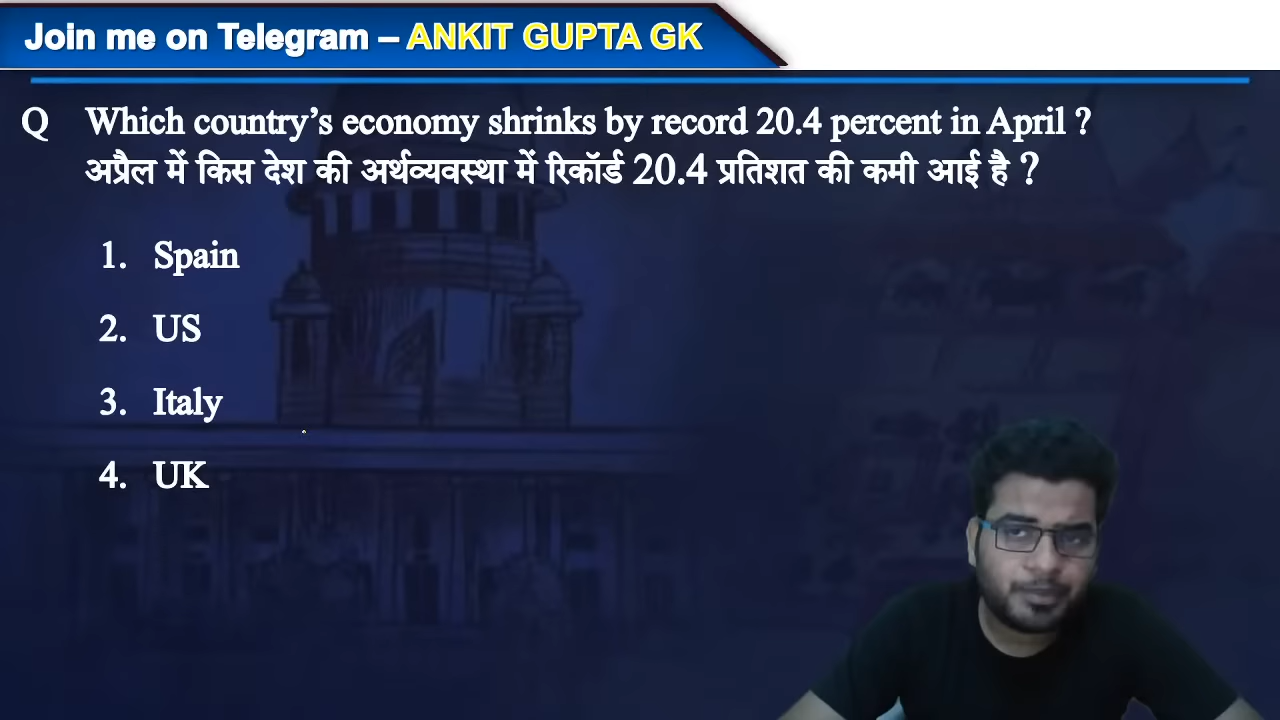 Join me on Telegram – ANKIT GUPTA GK
Q Which country’s economy shrinks by record 20.4 percent in April ?
अप्रैल में किस देश की अर्थव्यवस्था में रिकॉर्ड 20.4 प्रतिशत की कमी आई है ?
1. Spain
2. US
3. Italy
4. UK